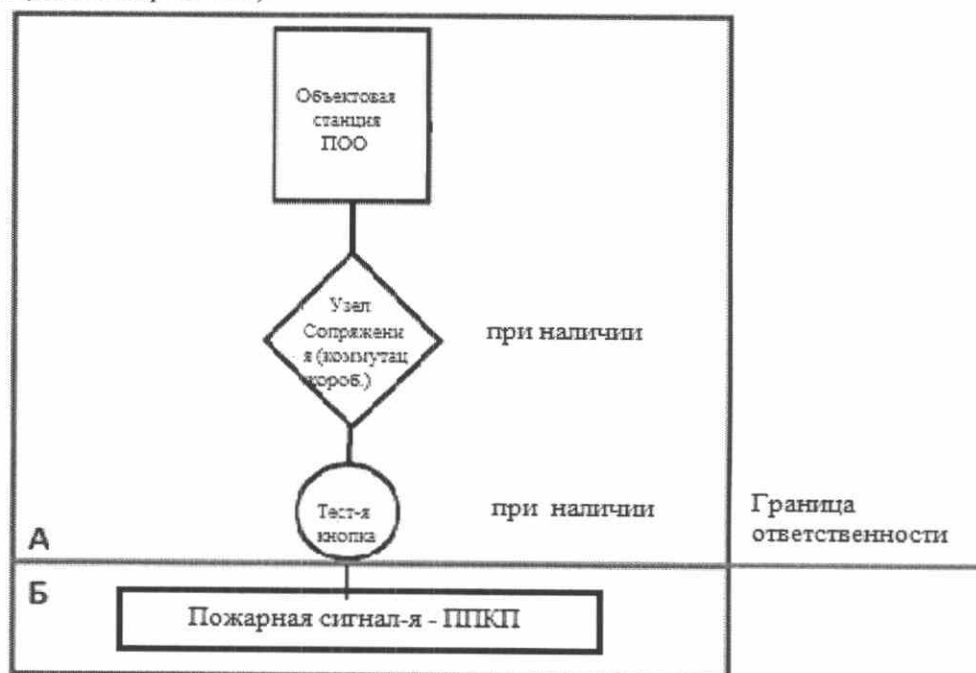 Объектовая
станция
ПОО
Узел
Сопряжени
я (коммутац
короб.)
при наличии
Тест-я
кнопка
при наличии
Граница
ответственности
А
Б
Пожарная сигнал-я - ППКП